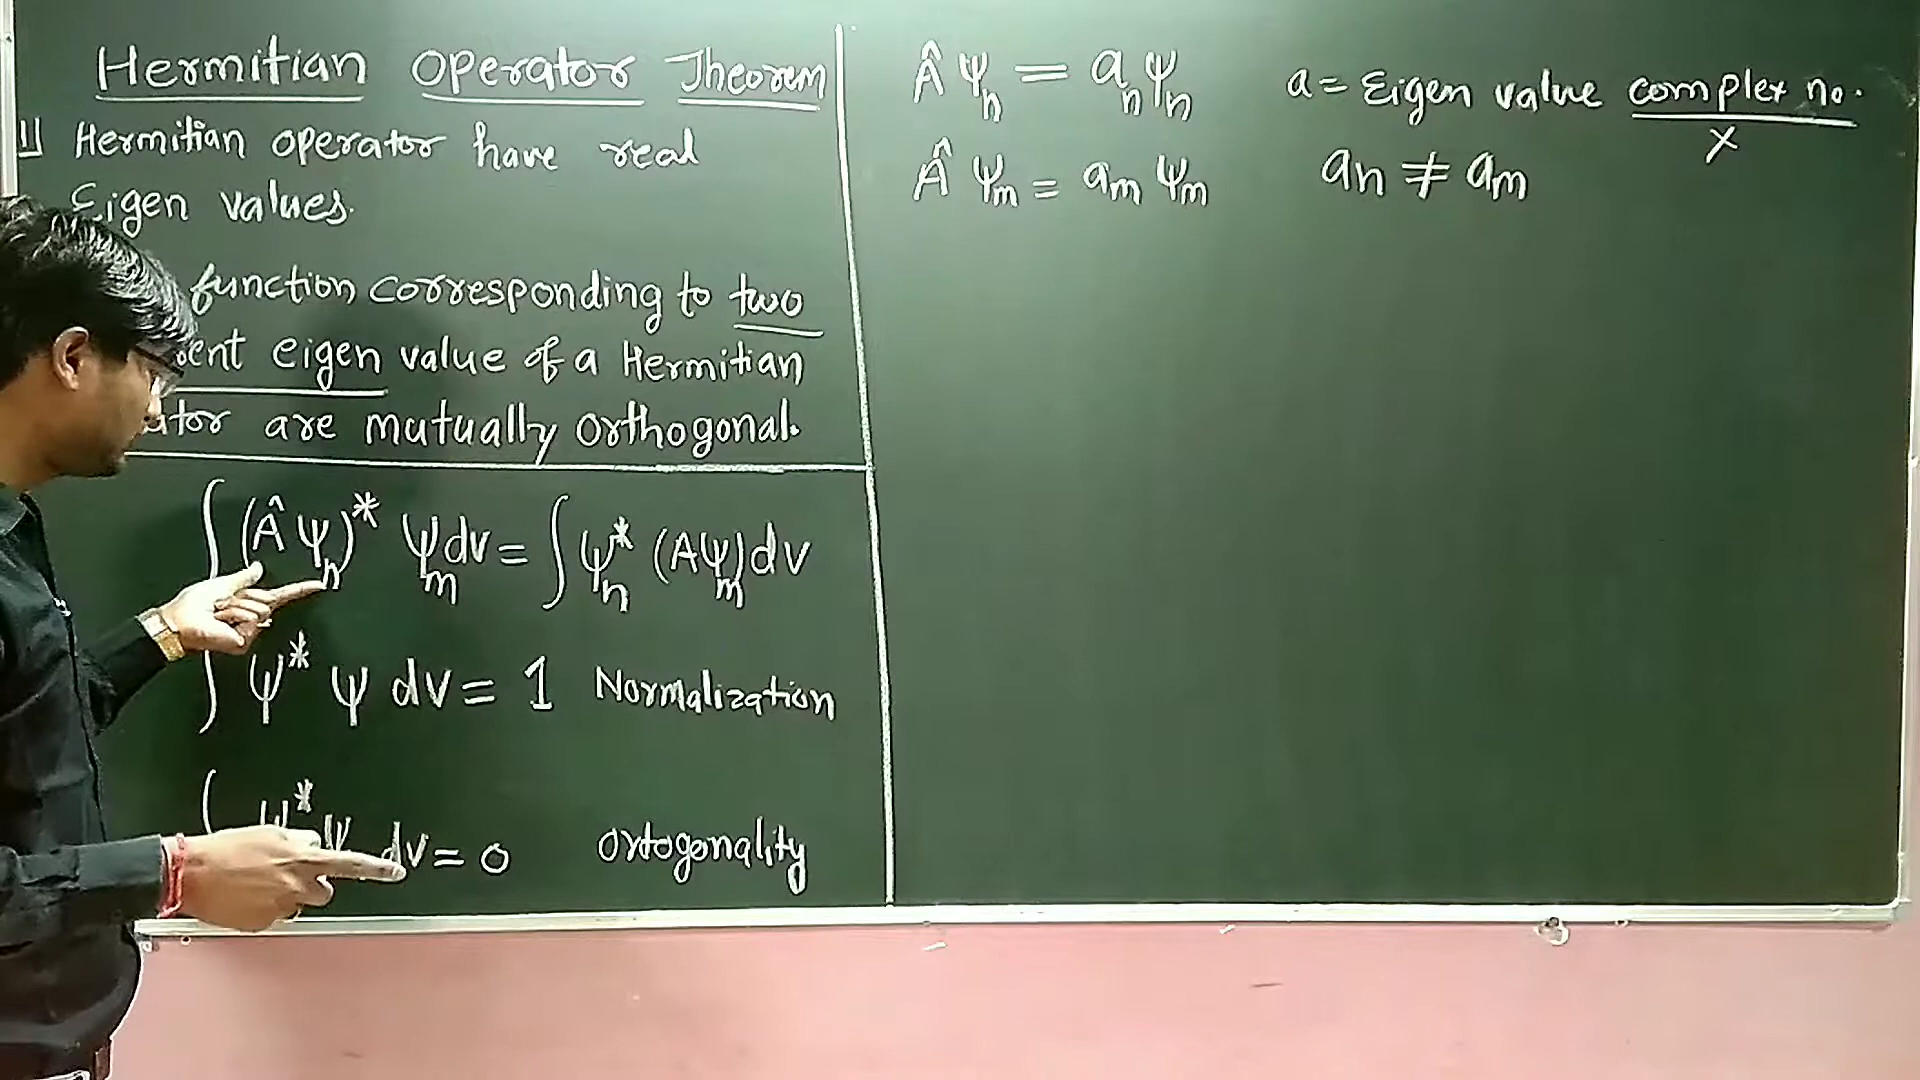 Hermitian Operator Theorem
1] Hermitian operator have real
Eigen values.
function corresponding to two
eigen value of a Hermitian
are mutually orthogonal.
∫(Âψₙ)* ψₘdv = ∫ψₙ* (Aψₘ)dv
∫ψ* ψ dv = 1 Normalization
∫ψ*ψ dv = 0 Ortogonality
Âψₙ = aₙψₙ a = Eigen value complex no.
x
Âψₘ = aₘψₘ aₙ ≠ aₘ